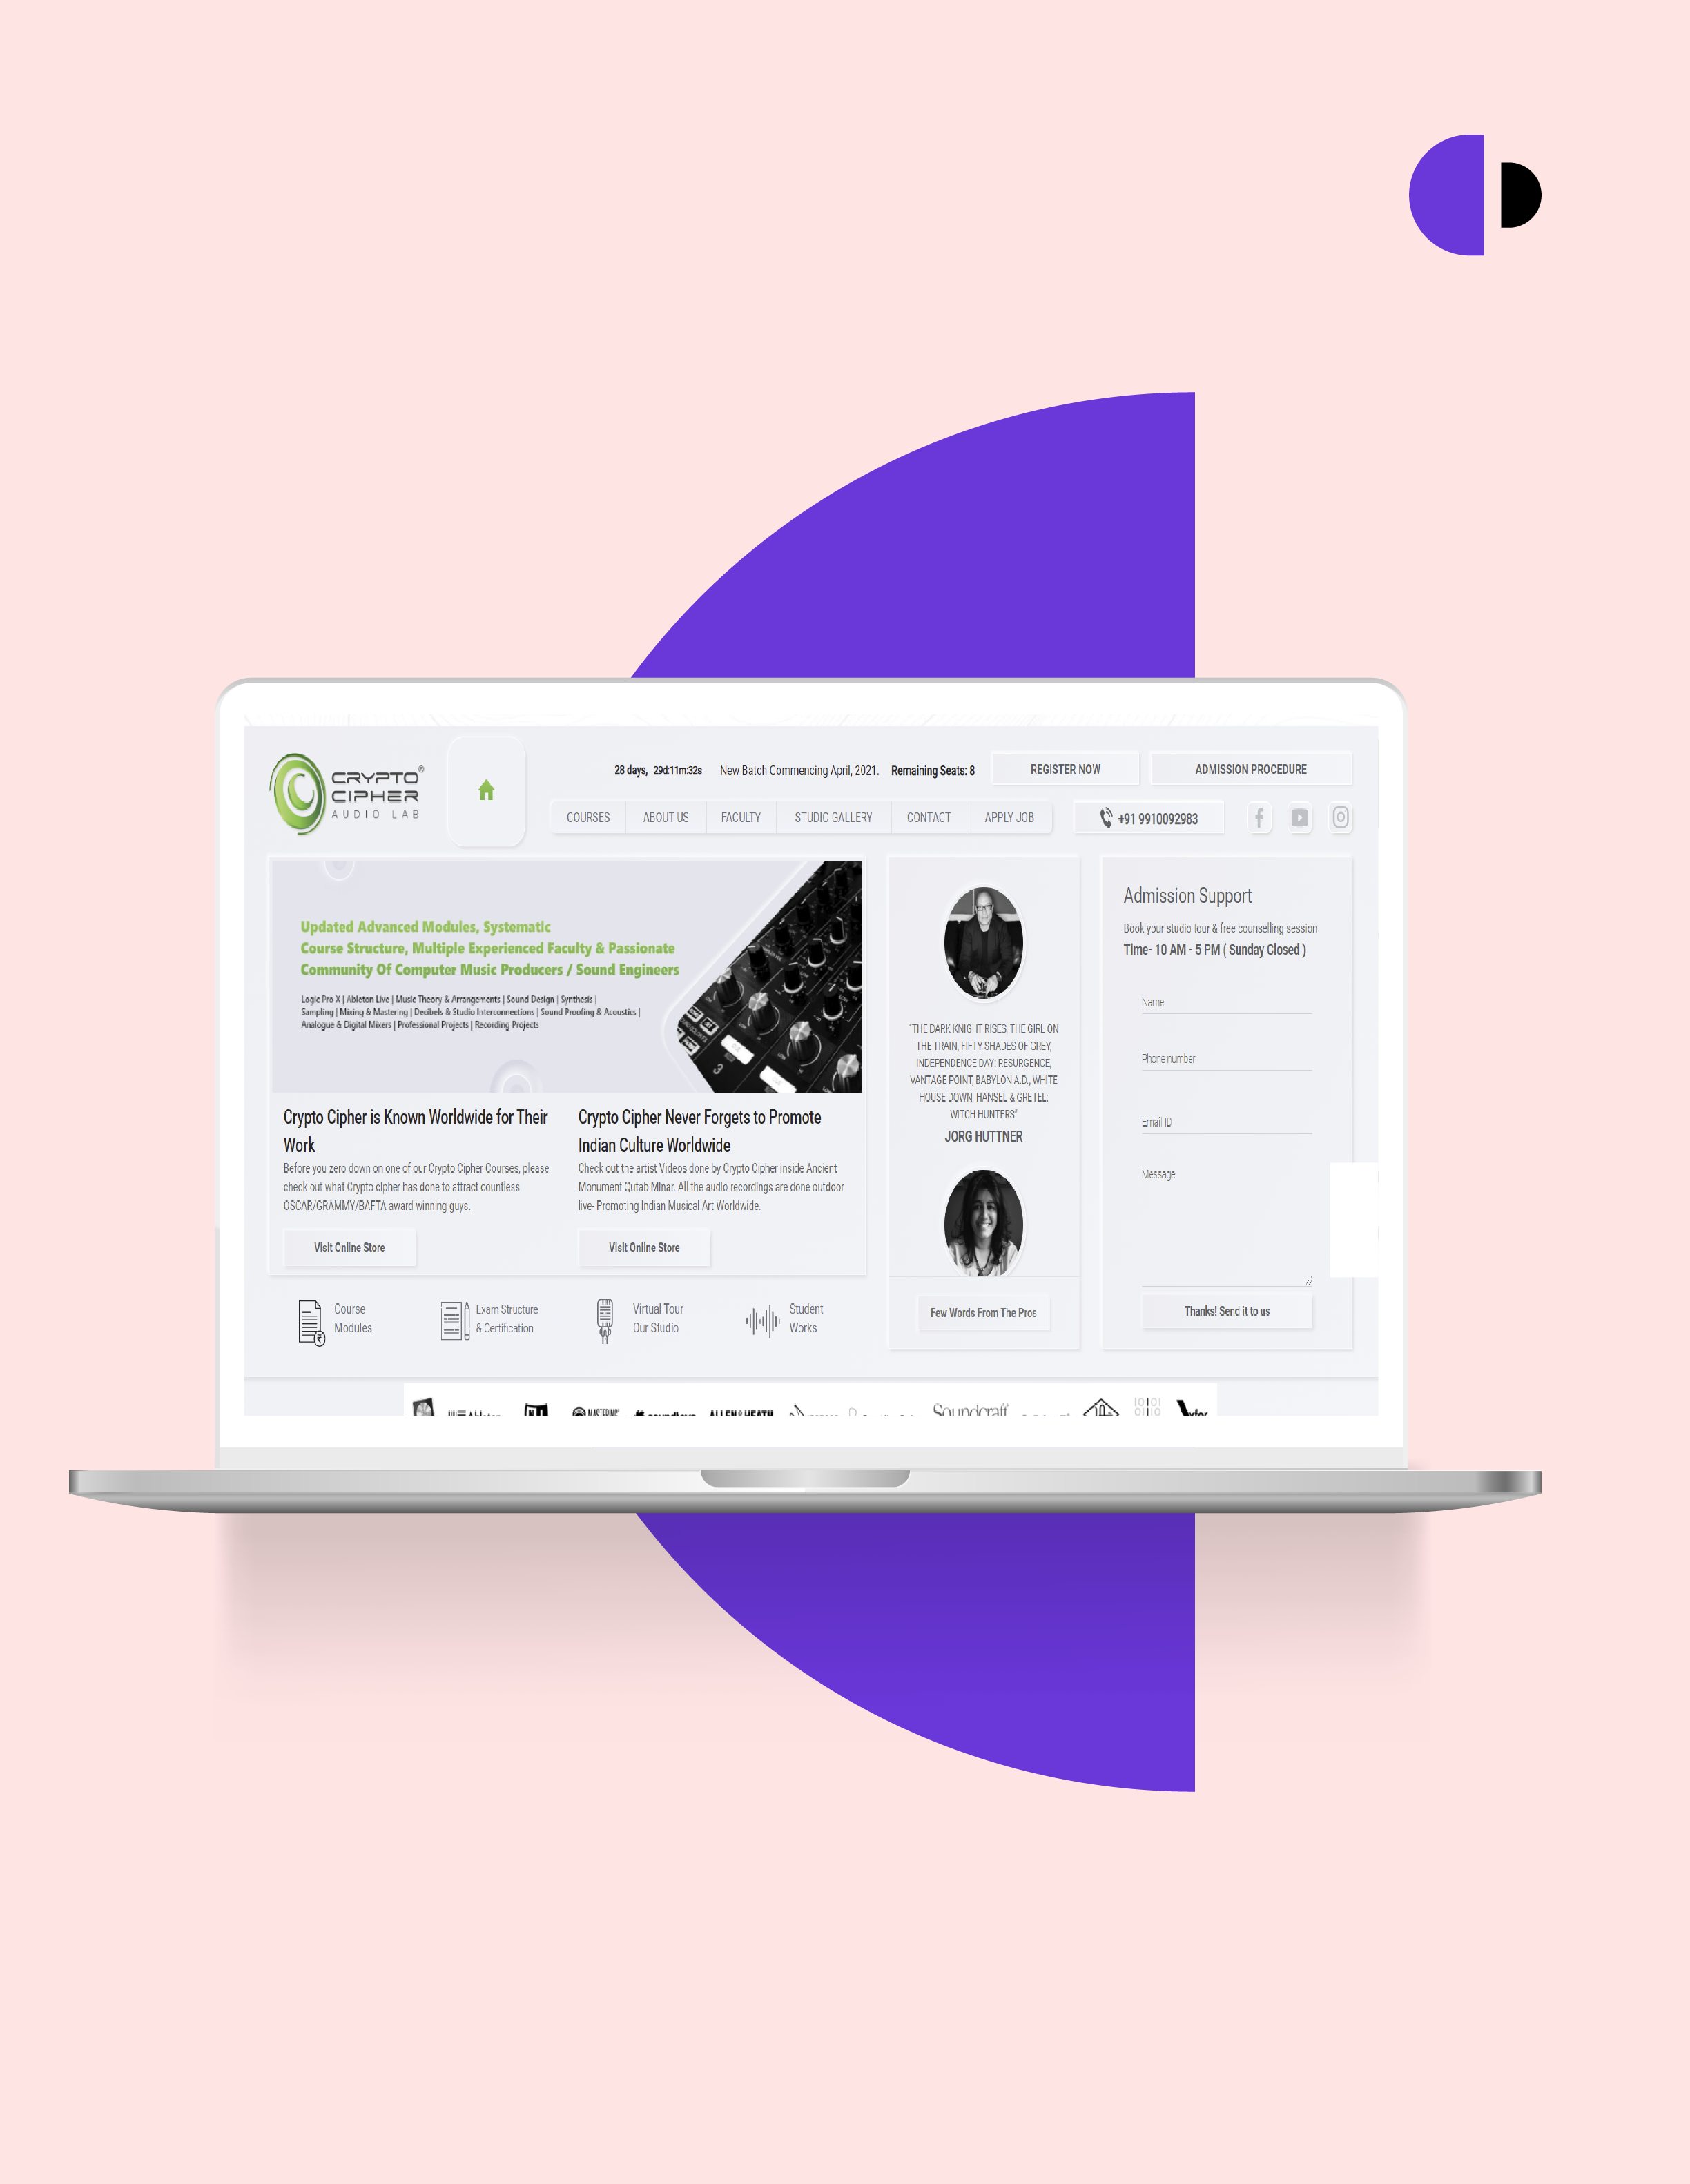 CRYPTO®
CIPHER
AUDIO LAB
28 days, 29d:11m:32s New Batch Commencing April, 2021. Remaining Seats: 8
REGISTER NOW
ADMISSION PROCEDURE
COURSES ABOUT US FACULTY STUDIO GALLERY CONTACT APPLY JOB
+91 9910092983
Updated Advanced Modules, Systematic
Course Structure, Multiple Experienced Faculty & Passionate
Community Of Computer Music Producers / Sound Engineers
Logic Pro X | Ableton Live | Music Theory & Arrangements | Sound Design | Synthesis |
Sampling | Mixing & Mastering | Decibels & Studio Interconnections | Sound Proofing & Acoustics |
Analogue & Digital Mixers | Professional Projects | Recording Projects
3
Crypto Cipher is Known Worldwide for Their
Work
Before you zero down on one of our Crypto Cipher Courses, please
check out what Crypto cipher has done to attract countless
OSCAR/GRAMMY/BAFTA award winning guys.
Visit Online Store
Crypto Cipher Never Forgets to Promote
Indian Culture Worldwide
Check out the artist Videos done by Crypto Cipher inside Ancient
Monument Qutab Minar. All the audio recordings are done outdoor
live- Promoting Indian Musical Art Worldwide.
Visit Online Store
"THE DARK KNIGHT RISES, THE GIRL ON
THE TRAIN, FIFTY SHADES OF GREY,
INDEPENDENCE DAY: RESURGENCE,
VANTAGE POINT, BABYLON A.D., WHITE
HOUSE DOWN, HANSEL & GRETEL:
WITCH HUNTERS"
JORG HUTTNER
Few Words From The Pros
Admission Support
Book your studio tour & free counselling session
Time- 10 AM - 5 PM ( Sunday Closed )
Name
Phone number
Email ID
Message
Thanks! Send it to us
Course
Modules
Exam Structure
& Certification
Virtual Tour
Our Studio
Student
Works
Ableton MASTERING ALLEN & HEATH Soundcraft